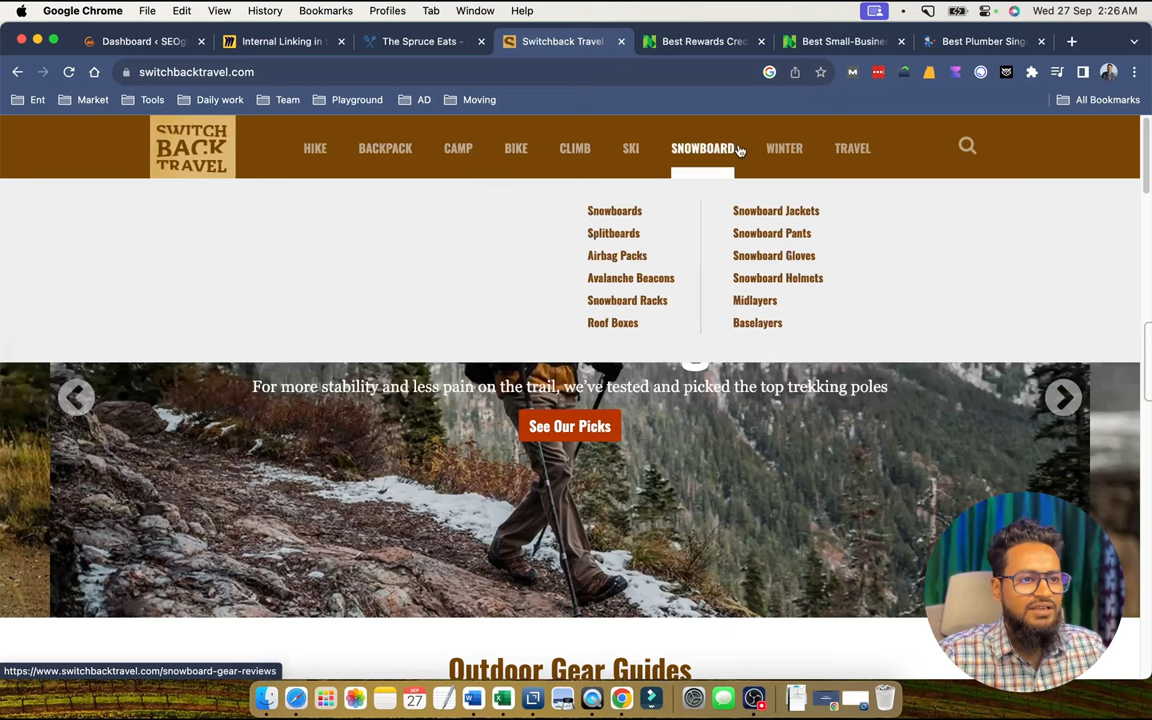 Google Chrome File Edit View History Bookmarks Profiles Tab Window Help Wed 27 Sep 2:26 AM
Dashboard ‹ SEOg Internal Linking in The Spruce Eats - Switchback Travel Best Rewards Cre Best Small-Busine Best Plumber Sing
switchbacktravel.com
Ent Market Tools Daily work Team Playground AD Moving All Bookmarks
SWITCH
BACK
TRAVEL
HIKE BACKPACK CAMP BIKE CLIMB SKI SNOWBOARD WINTER TRAVEL
Snowboards
Splitboards
Airbag Packs
Avalanche Beacons
Snowboard Racks
Roof Boxes
Snowboard Jackets
Snowboard Pants
Snowboard Gloves
Snowboard Helmets
Midlayers
Baselayers
For more stability and less pain on the trail, we've tested and picked the top trekking poles
See Our Picks
Outdoor Gear Guides
https://www.switchbacktravel.com/snowboard-gear-reviews
SEP
27